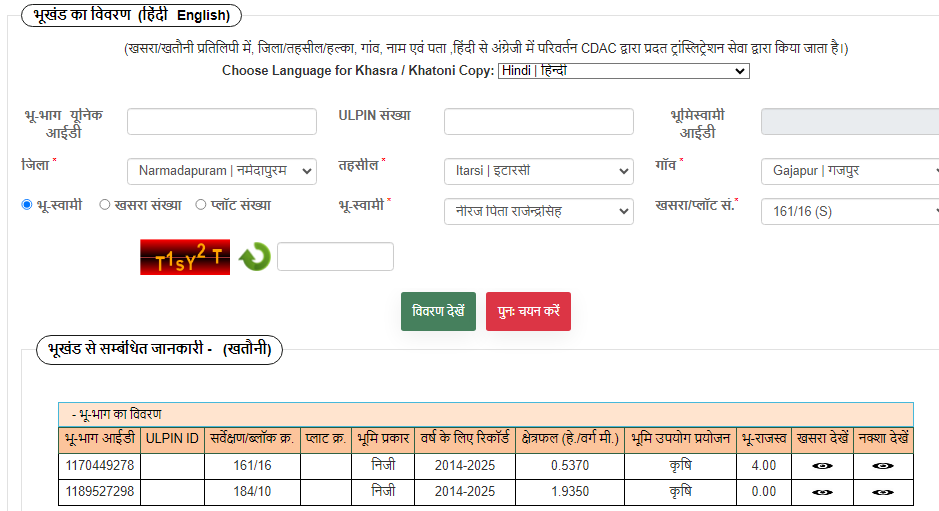 भूखंड का विवरण (हिंदी English)
(खसरा/खतौनी प्रतिलिपी में, जिला/तहसील/हल्का, गांव, नाम एवं पता ,हिंदी से अंग्रेजी में परिवर्तन CDAC द्वारा प्रदत ट्रांस्लिट्रेशन सेवा द्वारा किया जाता है।)
Choose Language for Khasra / Khatoni Copy: Hindi | हिन्दी
भू-भाग यूनिक आईडी ULPIN संख्या भूमिस्वामी आईडी
जिला * Narmadapuram | नर्मदापुरम तहसील * Itarsi | इटारसी गॉव * Gajapur | गजपुर
भू-स्वामी खसरा संख्या प्लॉट संख्या भू-स्वामी * नीरज पिता राजेन्द्रसिह खसरा/प्लॉट सं.* 161/16 (S)
T1sY2T
विवरण देखें पुनः चयन करें
भूखंड से सम्बंधित जानकारी - (खतौनी)
- भू-भाग का विवरण
भू-भाग आईडी ULPIN ID सर्वेक्षण/ब्लॉक क्र. प्लाट क्र. भूमि प्रकार वर्ष के लिए रिकॉर्ड क्षेत्रफल (हे./वर्ग मी.) भूमि उपयोग प्रयोजन भू-राजस्व खसरा देखें नक्शा देखें
1170449278 161/16 निजी 2014-2025 0.5370 कृषि 4.00
1189527298 184/10 निजी 2014-2025 1.9350 कृषि 0.00